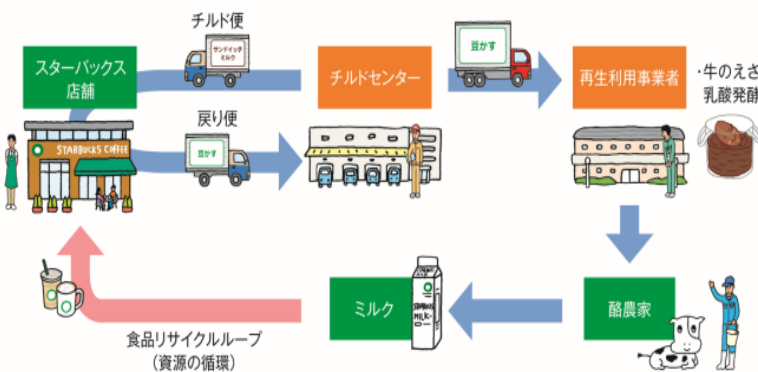 チルド便
サンドイッチ
ミルク
スターバックス
店舗
チルドセンター
豆かす
再生利用事業者
・牛のえさ
乳酸発酵
戻り便
豆かす
STARBUCKS COFFEE
ミルク
STARBUCKS
MILK
酪農家
食品リサイクルループ
(資源の循環)